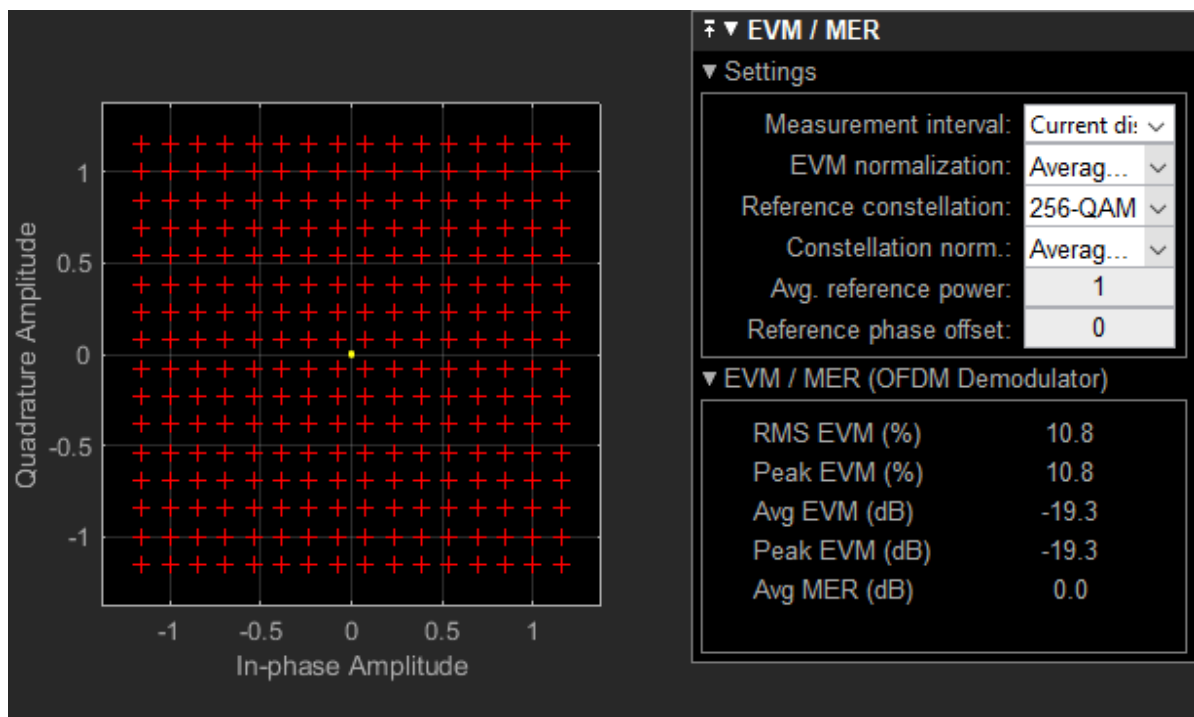 EVM / MER
Settings
Measurement interval: Current di
EVM normalization: Averag...
Reference constellation: 256-QAM
Constellation norm.: Averag...
Avg. reference power: 1
Reference phase offset: 0
EVM / MER (OFDM Demodulator)
RMS EVM (%) 10.8
Peak EVM (%) 10.8
Avg EVM (dB) -19.3
Peak EVM (dB) -19.3
Avg MER (dB) 0.0
Quadrature Amplitude
1
0.5
0
-0.5
-1
-1 -0.5 0 0.5 1
In-phase Amplitude